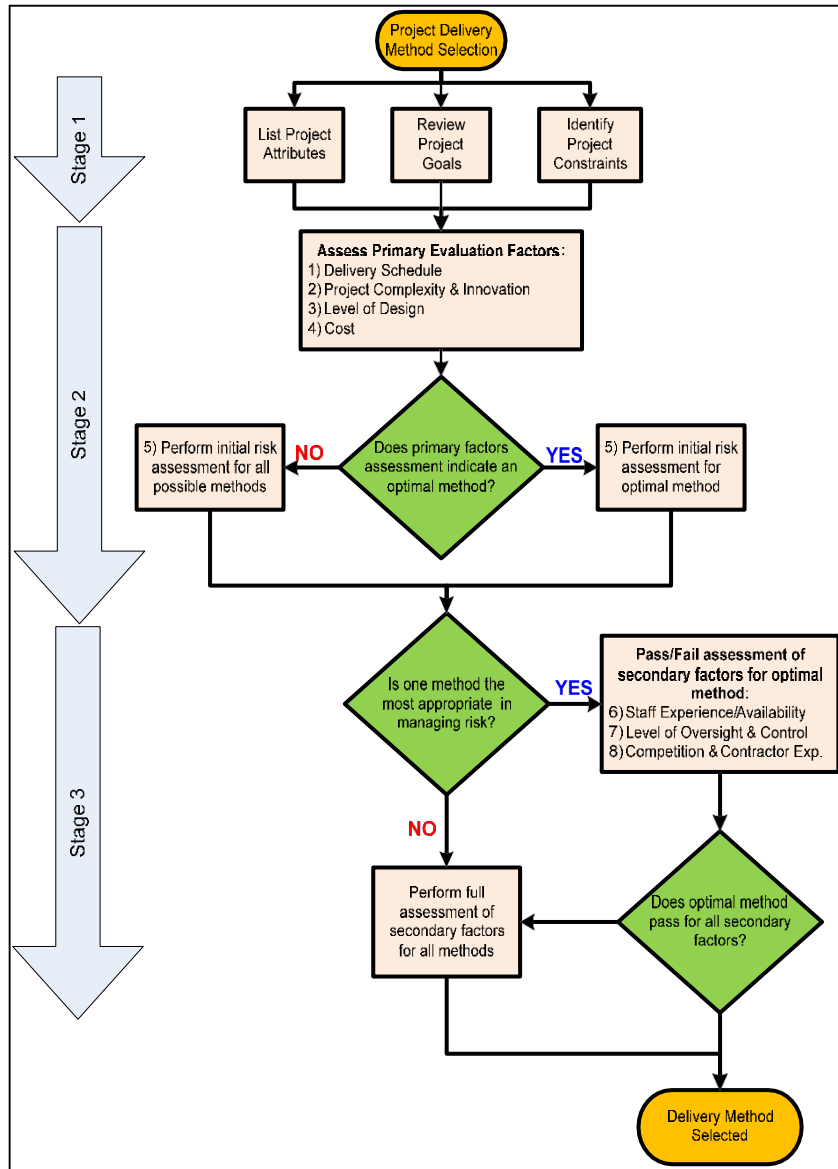 Project Delivery
Method Selection
Stage 1
List Project
Attributes
Review
Project
Goals
Identify
Project
Constraints
Assess Primary Evaluation Factors:
1) Delivery Schedule
2) Project Complexity & Innovation
3) Level of Design
4) Cost
Stage 2
5) Perform initial risk
assessment for all
possible methods
NO
Does primary factors
assessment indicate an
optimal method?
YES
5) Perform initial risk
assessment for
optimal method
Stage 3
Is one method the
most appropriate in
managing risk?
YES
Pass/Fail assessment of
secondary factors for optimal
method:
6) Staff Experience/Availability
7) Level of Oversight & Control
8) Competition & Contractor Exp.
NO
Perform full
assessment of
secondary factors
for all methods
Does optimal method
pass for all secondary
factors?
Delivery Method
Selected